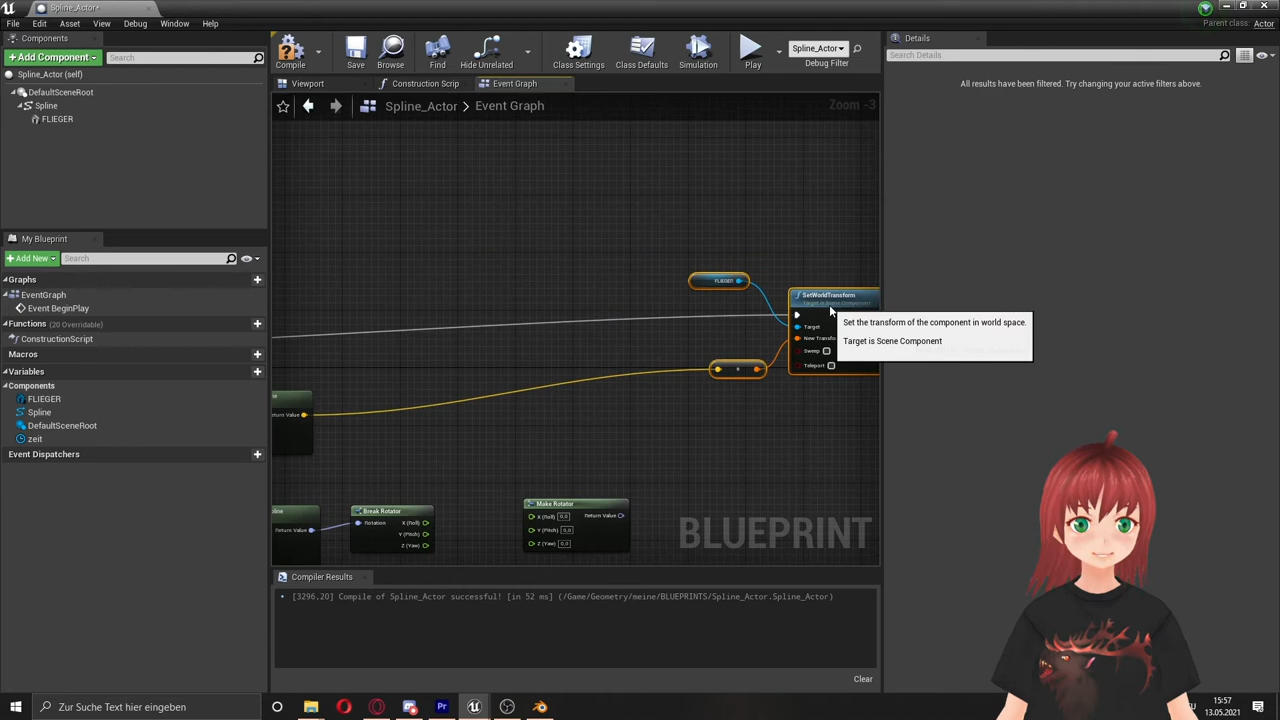 Spline_Actor*
File Edit Asset View Debug Window Help
Parent class: Actor
Components
+ Add Component
Search
Spline_Actor (self)
DefaultSceneRoot
Spline
FLIEGER
My Blueprint
+ Add New
Search
Graphs
EventGraph
Event BeginPlay
Functions (20 Overridable)
ConstructionScript
Macros
Variables
Components
FLIEGER
Spline
DefaultSceneRoot
zeit
Event Dispatchers
Compile
Save
Browse
Find
Hide Unrelated
Class Settings
Class Defaults
Simulation
Play
Spline_Actor
Debug Filter
Viewport
Construction Scrip
Event Graph
Spline_Actor > Event Graph
Zoom -3
FLIEGER
SetWorldTransform
Target is Scene Component
Target
New Transfo
Sweep
Teleport
Set the transform of the component in world space.
Target is Scene Component
Return Value
Return Value
Break Rotator
Rotation
X (Roll)
Y (Pitch)
Z (Yaw)
Make Rotator
X (Roll) 0,0
Y (Pitch) 0,0
Z (Yaw) 0,0
Return Value
BLUEPRINT
Compiler Results
[3296,20] Compile of Spline_Actor successful! [in 52 ms] (/Game/Geometry/meine/BLUEPRINTS/Spline_Actor.Spline_Actor)
Clear
Details
Search Details
All results have been filtered. Try changing your active filters above.
Zur Suche Text hier eingeben
Pr
15:57
13.05.2021